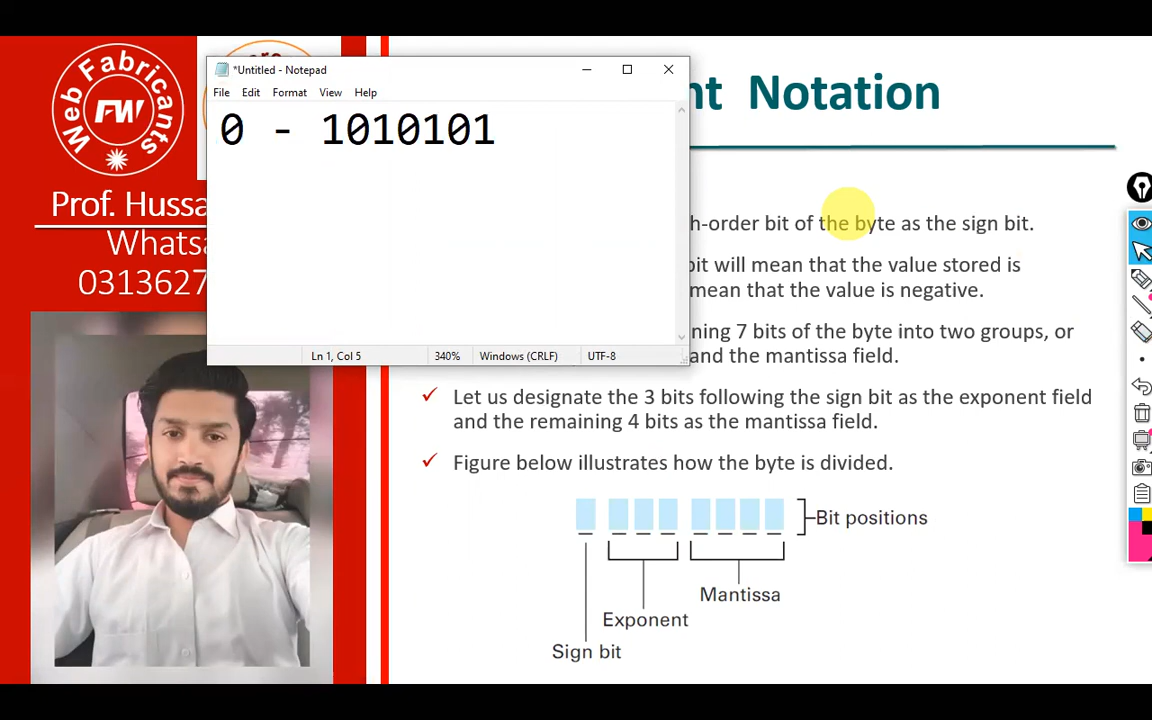 Web Fabricants
FW
Prof. Hussa
Whatsa
0313627
*Untitled - Notepad
File Edit Format View Help
0 - 1010101
Ln 1, Col 5 340% Windows (CRLF) UTF-8
Notation
bit of the byte as the sign bit.
bit will mean that the value stored is
mean that the value is negative.
7 bits of the byte into two groups, or
and the mantissa field.
✓ Let us designate the 3 bits following the sign bit as the exponent field
and the remaining 4 bits as the mantissa field.
✓ Figure below illustrates how the byte is divided.
Bit positions
Mantissa
Exponent
Sign bit